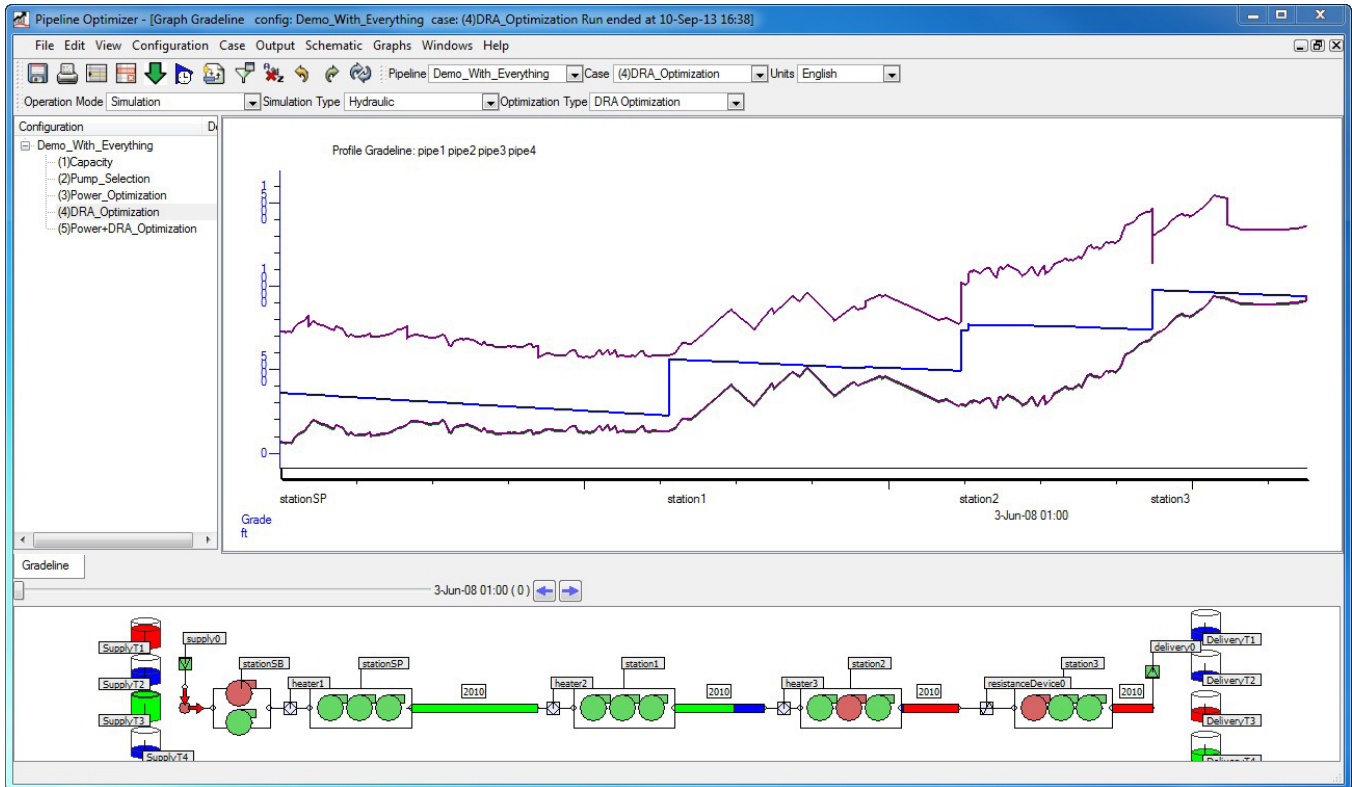 Pipeline Optimizer - [Graph Gradeline config: Demo_With_Everything case: (4)DRA_Optimization Run ended at 10-Sep-13 16:38]
File Edit View Configuration Case Output Schematic Graphs Windows Help
Pipeline Demo_With_Everything Case (4)DRA_Optimization Units English
Operation Mode Simulation Simulation Type Hydraulic Optimization Type DRA Optimization
Configuration
Demo_With_Everything
(1)Capacity
(2)Pump_Selection
(3)Power_Optimization
(4)DRA_Optimization
(5)Power+DRA_Optimization
Profile Gradeline: pipe1 pipe2 pipe3 pipe4
1500
1000
500
0
stationSP station1 station2 station3
3-Jun-08 01:00
Grade
ft
Gradeline
3-Jun-08 01:00 ( 0 )
supply0
SupplyT1
SupplyT2
SupplyT3
SupplyT4
stationSB
heater1
stationSP
2010
heater2
station1
2010
heater3
station2
2010
resistanceDevice0
station3
2010
delivery0
DeliveryT1
DeliveryT2
DeliveryT3
DeliveryT4